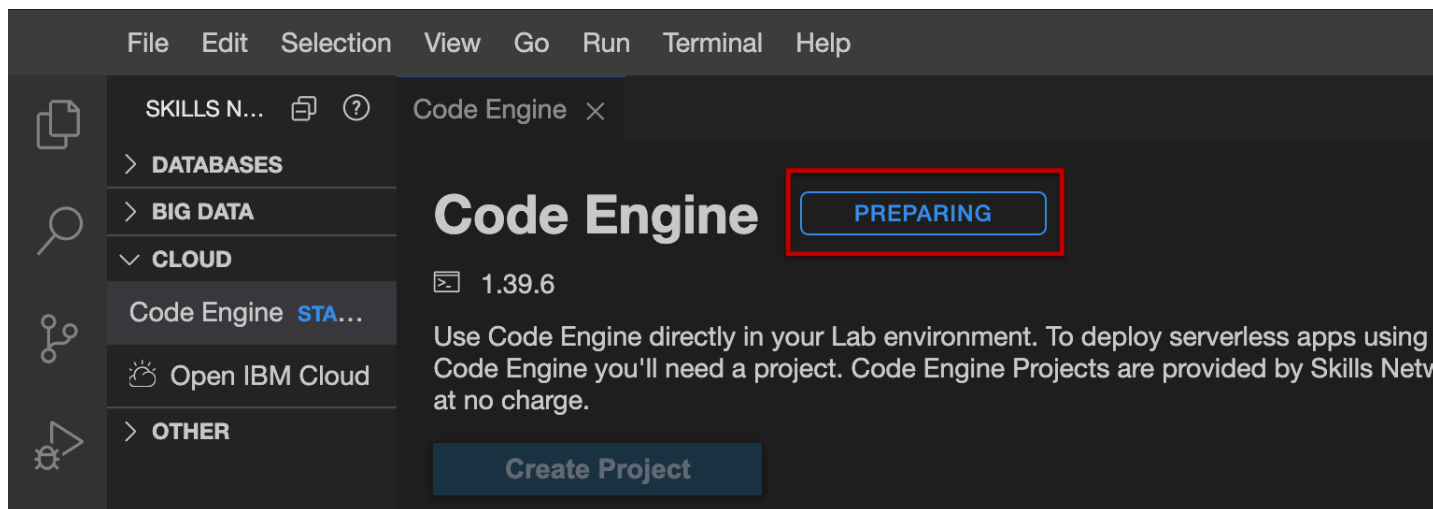 File Edit Selection View Go Run Terminal Help
SKILLS N...
Code Engine
DATABASES
BIG DATA
CLOUD
Code Engine STA...
Open IBM Cloud
OTHER
Code Engine PREPARING
1.39.6
Use Code Engine directly in your Lab environment. To deploy serverless apps using
Code Engine you'll need a project. Code Engine Projects are provided by Skills Netw
at no charge.
Create Project